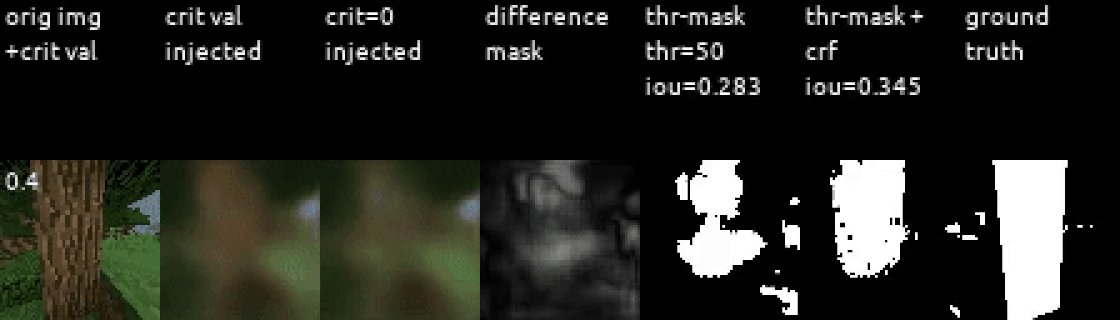 orig img
+crit val
crit val
injected
crit=0
injected
difference
mask
thr-mask
thr=50
iou=0.283
thr-mask +
crf
iou=0.345
ground
truth
0.4